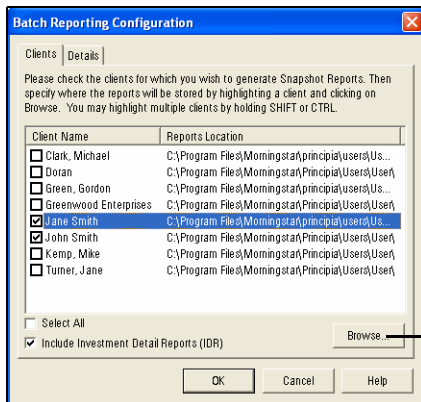 Batch Reporting Configuration
Clients Details
Please check the clients for which you wish to generate Snapshot Reports. Then
specify where the reports will be stored by highlighting a client and clicking on
Browse. You may highlight multiple clients by holding SHIFT or CTRL.
Client Name Reports Location
Clark, Michael C:\Program Files\Morningstar\principia\users\Us...
Doran C:\Program Files\Morningstar\principia\users\User\
Green, Gordon C:\Program Files\Morningstar\principia\users\Us...
Greenwood Enterprises C:\Program Files\Morningstar\principia\users\User\
Jane Smith C:\Program Files\Morningstar\principia\users\Us...
John Smith C:\Program Files\Morningstar\principia\users\User\
Kemp, Mike C:\Program Files\Morningstar\principia\users\User\
Turner, Jane C:\Program Files\Morningstar\principia\users\User\
Select All
Include Investment Detail Reports (IDR)
Browse...
OK Cancel Help